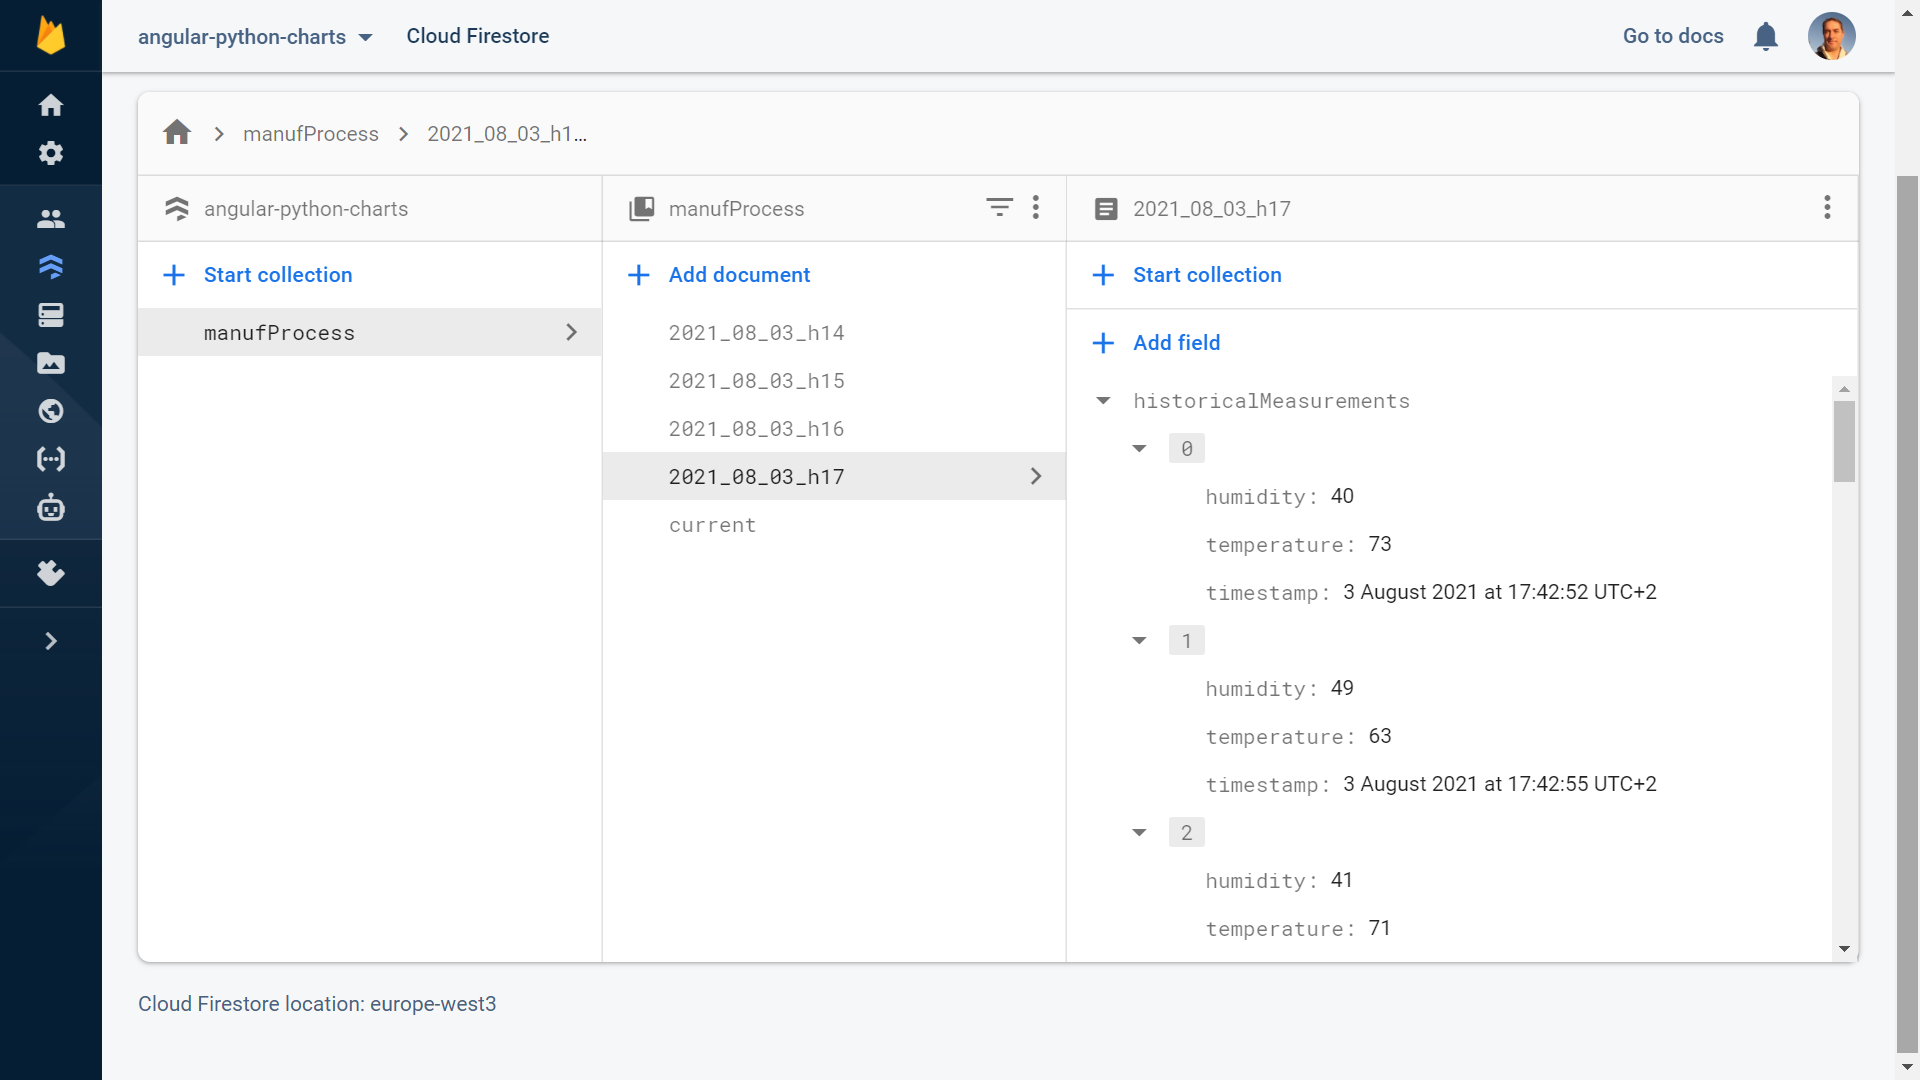 angular-python-charts Cloud Firestore Go to docs
manufProcess 2021_08_03_h1…
angular-python-charts
manufProcess
2021_08_03_h17
Start collection
manufProcess
Add document
2021_08_03_h14
2021_08_03_h15
2021_08_03_h16
2021_08_03_h17
current
Start collection
Add field
historicalMeasurements
0
humidity: 40
temperature: 73
timestamp: 3 August 2021 at 17:42:52 UTC+2
1
humidity: 49
temperature: 63
timestamp: 3 August 2021 at 17:42:55 UTC+2
2
humidity: 41
temperature: 71
Cloud Firestore location: europe-west3